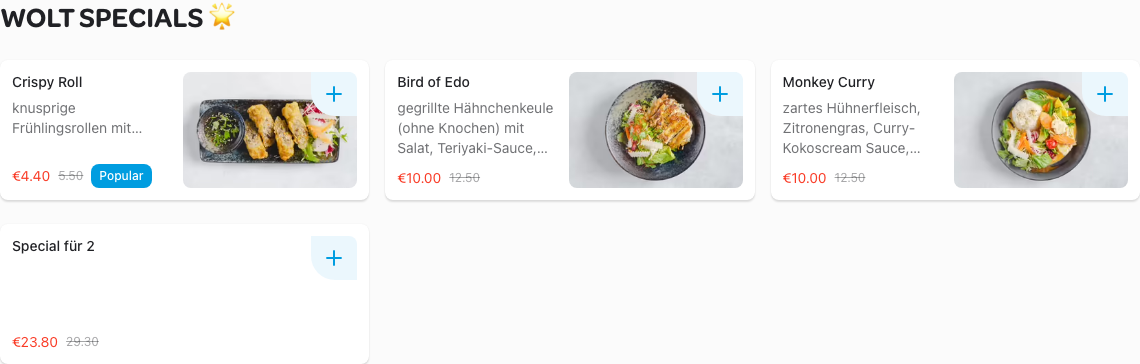 WOLT SPECIALS 🌟
Crispy Roll
knusprige
Frühlingsrollen mit...
€4.40 5.50 Popular
Bird of Edo
gegrillte Hähnchenkeule
(ohne Knochen) mit
Salat, Teriyaki-Sauce,...
€10.00 12.50
Monkey Curry
zartes Hühnerfleisch,
Zitronengras, Curry-
Kokoscream Sauce,...
€10.00 12.50
Special für 2
€23.80 29.30